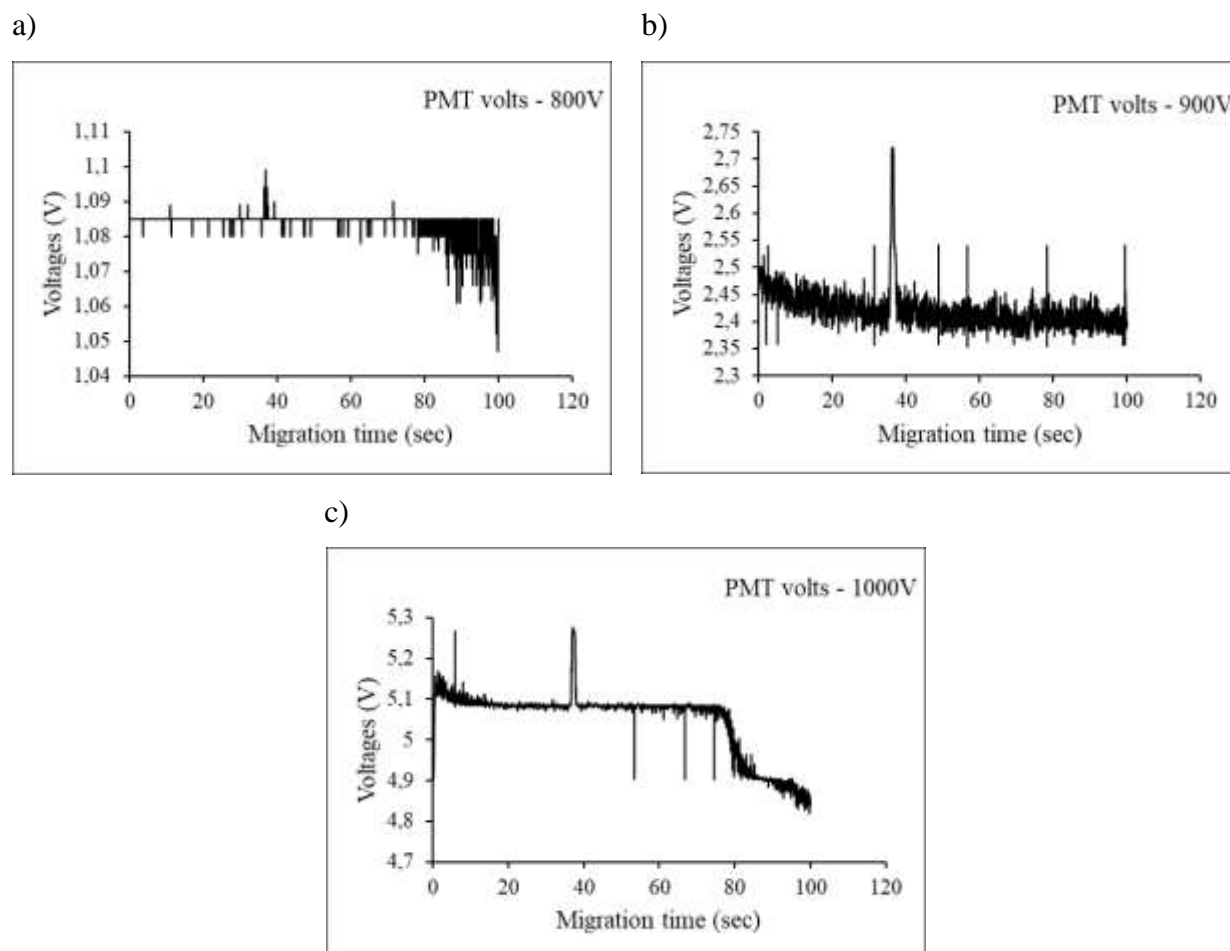 a)
PMT volts - 800V
1,11
1,1
1,09
1,08
1,07
1,06
1,05
1,04
Voltages (V)
0 20 40 60 80 100 120
Migration time (sec)
b)
PMT volts - 900V
2,75
2,7
2,65
2,6
2,55
2,5
2,45
2,4
2,35
2,3
Voltages (V)
0 20 40 60 80 100 120
Migration time (sec)
c)
PMT volts - 1000V
5,3
5,2
5,1
5
4,9
4,8
4,7
Voltages (V)
0 20 40 60 80 100 120
Migration time (sec)